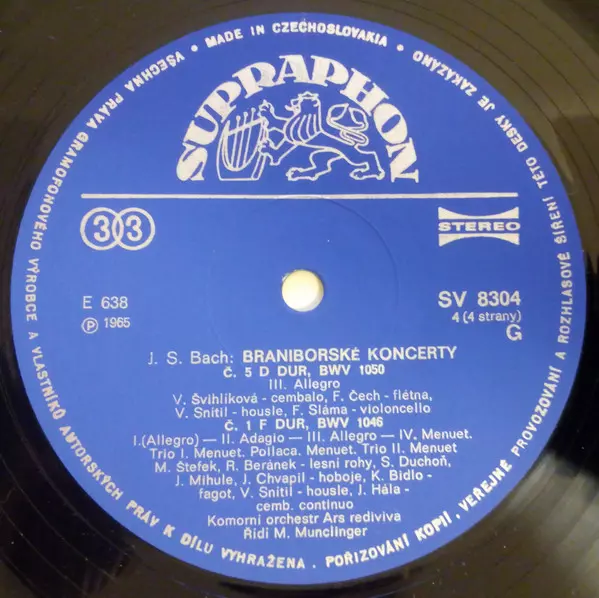 VŠECHNA PRÁVA GRAMOFONOVÉHO VÝROBCE A VLASTNÍKŮ AUTORSKÝCH PRÁV K DÍLU VYHRAŽENA . POŘIZOVÁNÍ KOPIÍ, VEŘEJNÉ PROVOZOVÁNÍ A ROZHLASOVÉ ŠÍŘENÍ TÉTO DESKY JE ZAKÁZÁNO
• MADE IN CZECHOSLOVAKIA •
SUPRAPHON
33
STEREO
E 638
SV 8304
Ⓟ 1965
4 (4 strany)
G
J. S. Bach: BRANIBORSKÉ KONCERTY
Č. 5 D DUR, BWV 1050
III. Allegro
V. Švihlíková - cembalo, F. Čech - flétna,
V. Snítil - housle, F. Sláma - violoncello
Č. 1 F DUR, BWV 1046
I.(Allegro) — II. Adagio — III. Allegro — IV. Menuet.
Trio I. Menuet. Pollaca. Menuet. Trio II. Menuet
M. Štefek, R. Beránek - lesní rohy, S. Duchoň,
J. Mihule, J. Chvapil - hoboje, K. Bidlo -
fagot, V. Snítil - housle, J. Hála -
cemb. continuo
Komorní orchestr Ars rediviva
Řídí M. Munclinger